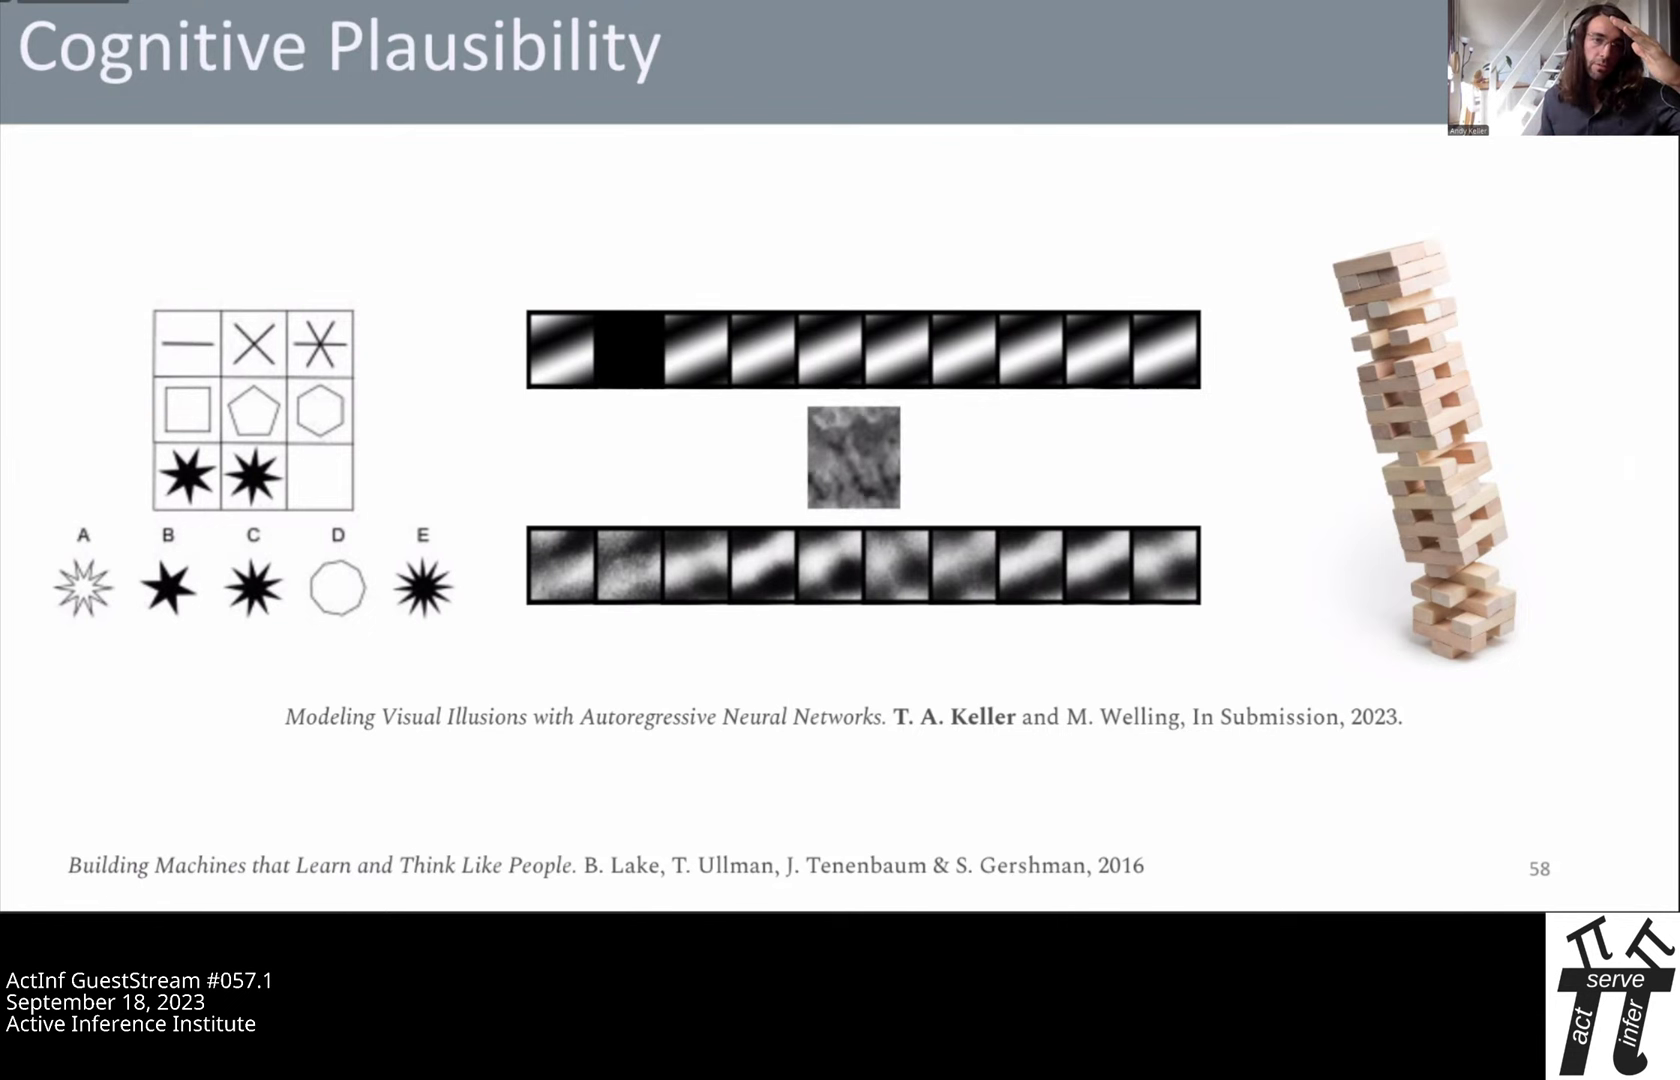 Cognitive Plausibility
Andy Keller
A B C D E
Modeling Visual Illusions with Autoregressive Neural Networks. T. A. Keller and M. Welling, In Submission, 2023.
Building Machines that Learn and Think Like People. B. Lake, T. Ullman, J. Tenenbaum & S. Gershman, 2016
58
ActInf GuestStream #057.1
September 18, 2023
Active Inference Institute
serve
act
infer